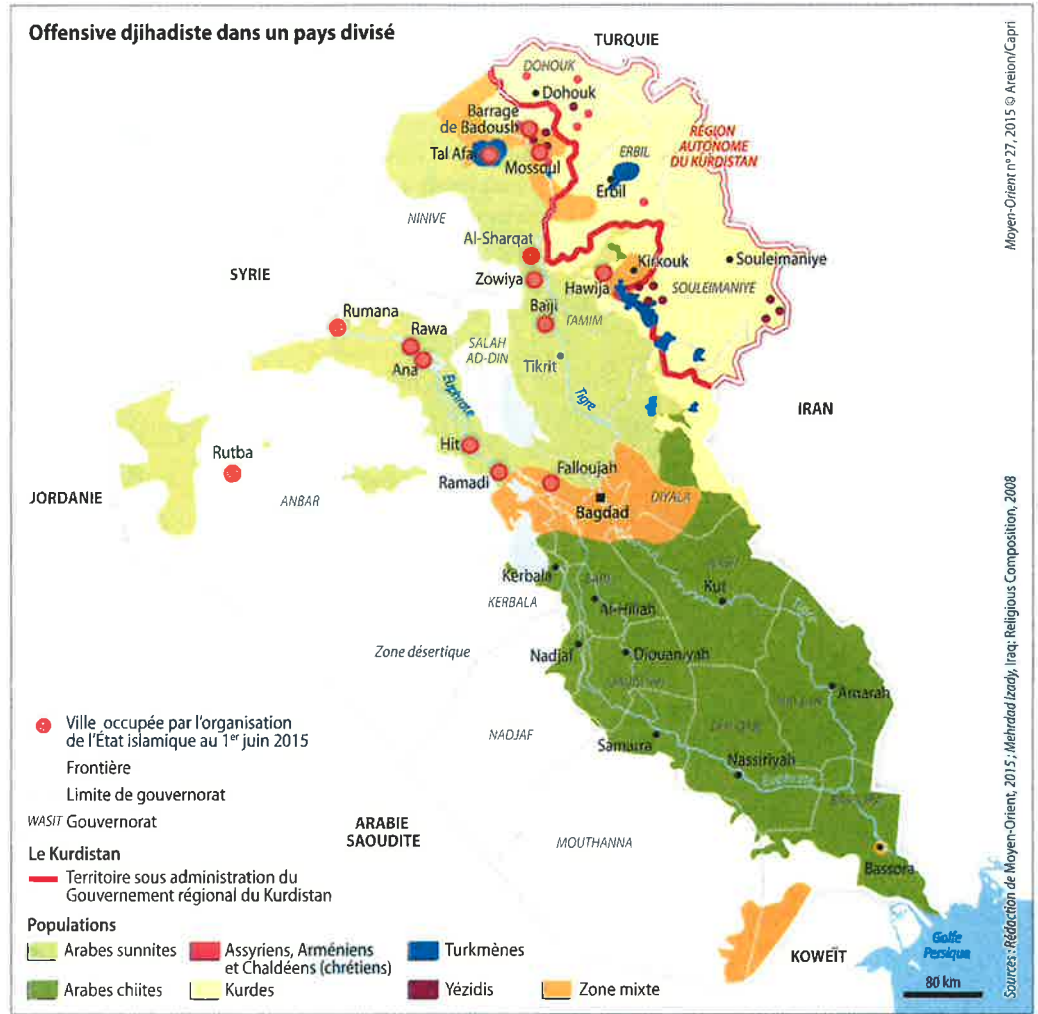 Offensive djihadiste dans un pays divisé
TURQUIE
DOHOUK
Dohouk
Barrage
de Badoush
Tal Afar
Mossoul
ERBIL
Erbil
RÉGION
AUTONOME
DU KURDISTAN
NINIVE
Al-Sharqat
SYRIE
Zowiya
Hawija
Kirkouk
Souleimaniye
SOULEIMANIYE
Rumana
Rawa
Ana
Baïji
TAMIM
SALAH
AD-DIN
Tikrit
Euphrate
Tigre
IRAN
Hit
Rutba
Ramadi
Falloujah
JORDANIE
ANBAR
Bagdad
DIYALA
Kerbala
KERBALA
Al-Hillah
Kut
Tigre
Zone désertique
Nadjaf
Diouaniyah
Amarah
NADJAF
Samarra
Nassiriyah
Euphrate
ARABIE
SAOUDITE
MOUTHANNA
Bassora
KOWEÏT
Golfe
Persique
80 km
Ville occupée par l'organisation
de l'État islamique au 1er juin 2015
Frontière
Limite de gouvernorat
WASIT Gouvernorat
Le Kurdistan
Territoire sous administration du
Gouvernement régional du Kurdistan
Populations
Arabes sunnites
Assyriens, Arméniens
et Chaldéens (chrétiens)
Turkmènes
Arabes chiites
Kurdes
Yézidis
Zone mixte
Moyen-Orient n° 27, 2015 © Areion/Capri
Sources : Rédaction de Moyen-Orient, 2015 ; Mehrdad Izady, Iraq: Religious Composition, 2008